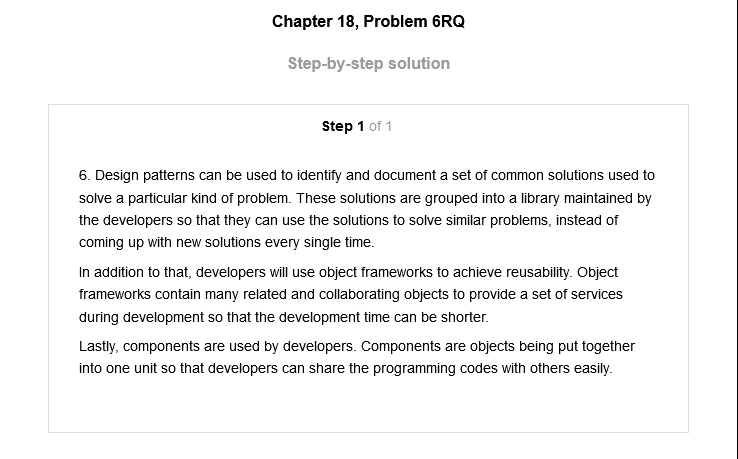 Chapter 18, Problem 6RQ
Step-by-step solution
Step 1 of 1
6. Design patterns can be used to identify and document a set of common solutions used to
solve a particular kind of problem. These solutions are grouped into a library maintained by
the developers so that they can use the solutions to solve similar problems, instead of
coming up with new solutions every single time.
In addition to that, developers will use object frameworks to achieve reusability. Object
frameworks contain many related and collaborating objects to provide a set of services
during development so that the development time can be shorter.
Lastly, components are used by developers. Components are objects being put together
into one unit so that developers can share the programming codes with others easily.